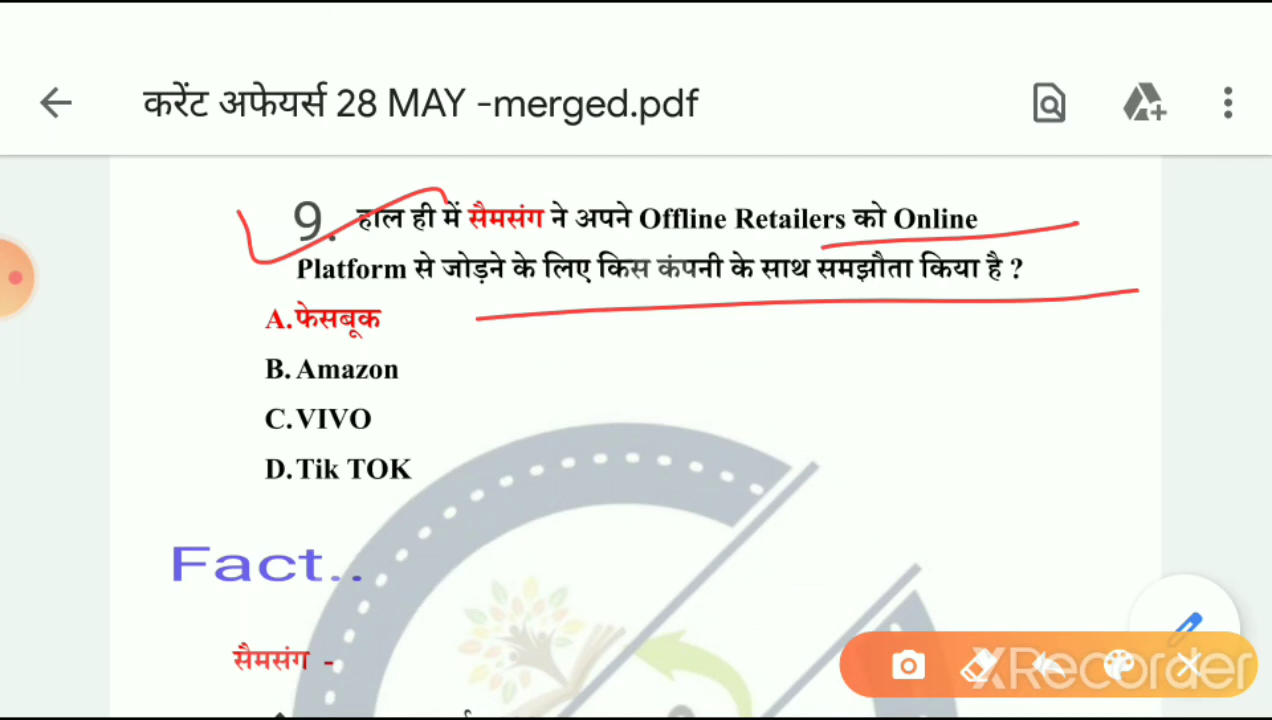 करेंट अफेयर्स 28 MAY -merged.pdf
9. हाल ही में सैमसंग ने अपने Offline Retailers को Online
Platform से जोड़ने के लिए किस कंपनी के साथ समझौता किया है ?
A. फेसबूक
B. Amazon
C. VIVO
D. Tik TOK
Fact..
सैमसंग -
XRecorder